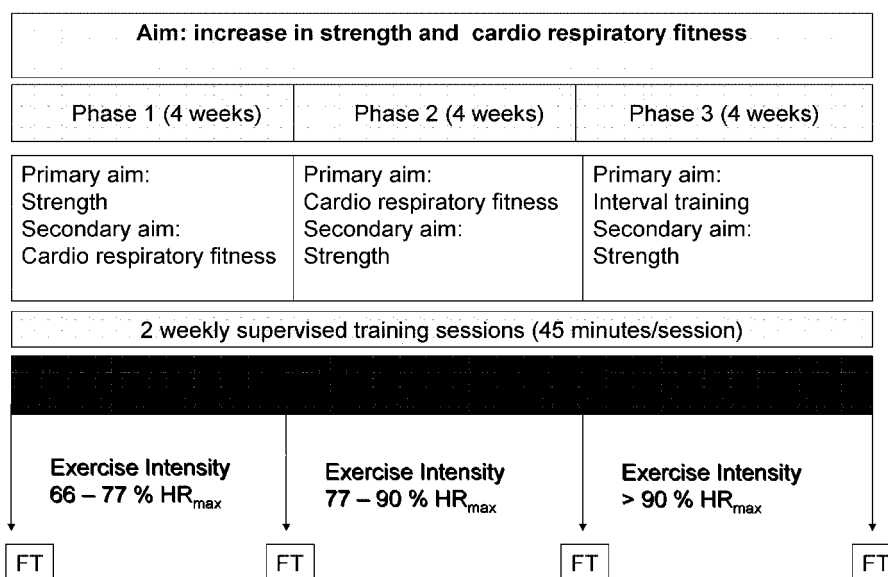 Aim: increase in strength and cardio respiratory fitness
Phase 1 (4 weeks)
Phase 2 (4 weeks)
Phase 3 (4 weeks)
Primary aim:
Strength
Secondary aim:
Cardio respiratory fitness
Primary aim:
Cardio respiratory fitness
Secondary aim:
Strength
Primary aim:
Interval training
Secondary aim:
Strength
2 weekly supervised training sessions (45 minutes/session)
Exercise Intensity
66 – 77 % HRmax
Exercise Intensity
77 – 90 % HRmax
Exercise Intensity
> 90 % HRmax
FT
FT
FT
FT